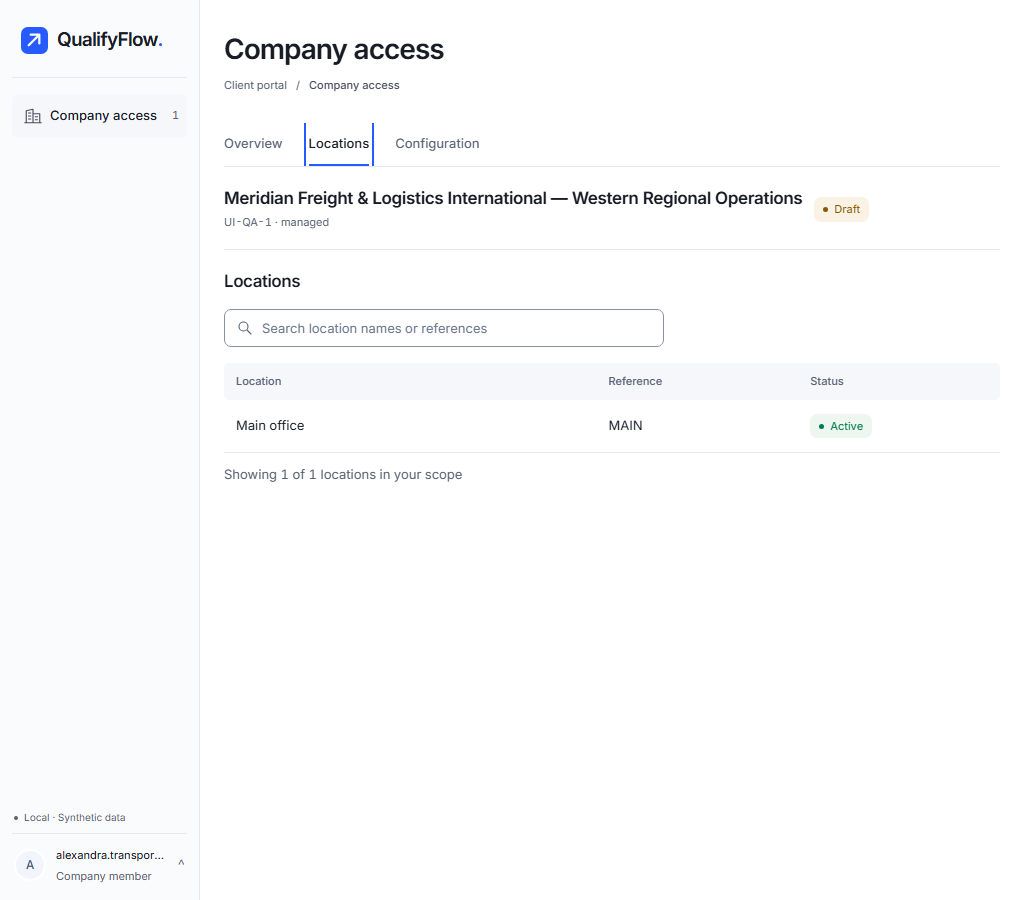 QualifyFlow.
Company access 1
Local · Synthetic data
A
alexandra.transpor...
Company member
Company access
Client portal / Company access
Overview Locations Configuration
Meridian Freight & Logistics International — Western Regional Operations
Draft
UI-QA-1 · managed
Locations
Search location names or references
Location Reference Status
Main office MAIN Active
Showing 1 of 1 locations in your scope